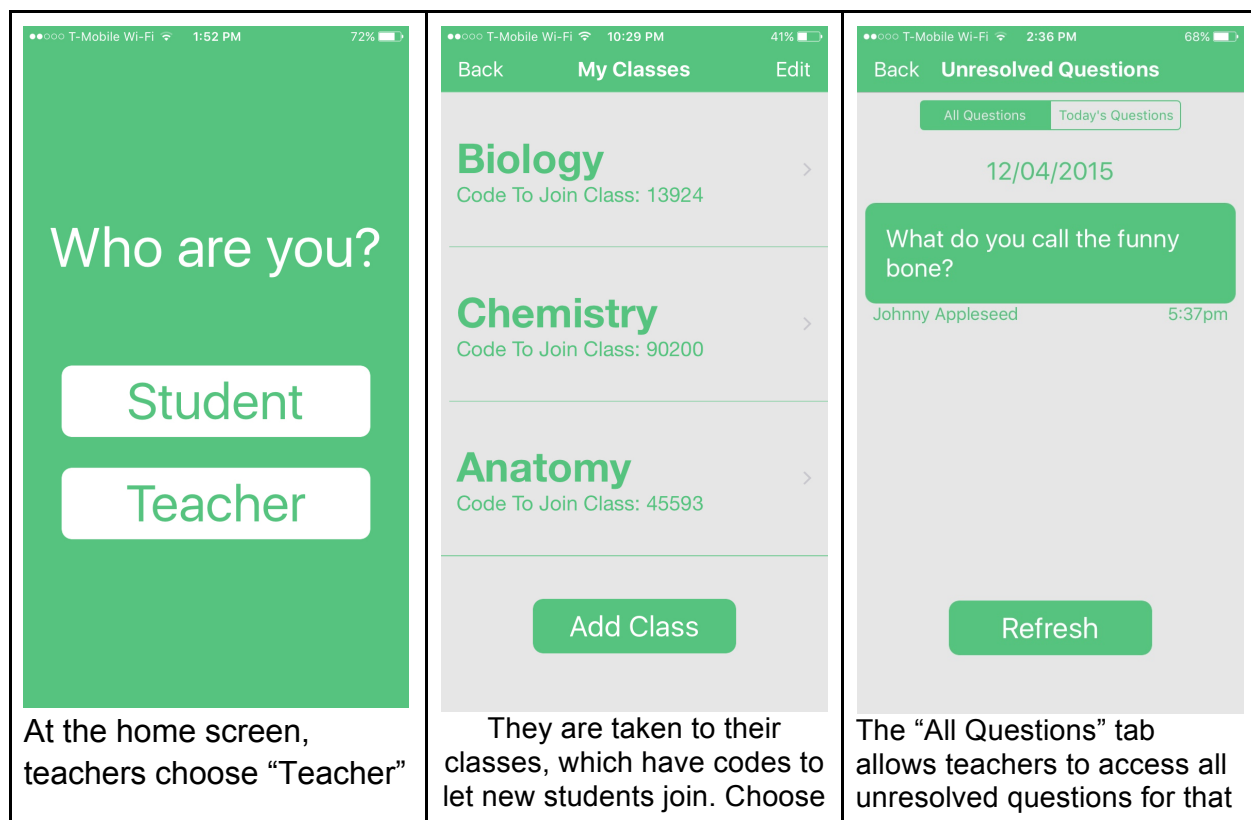 ●●○○○ T-Mobile Wi-Fi 1:52 PM 72%
Who are you?
Student
Teacher
At the home screen,
teachers choose “Teacher”
●●○○○ T-Mobile Wi-Fi 10:29 PM 41%
Back My Classes Edit
Biology
Code To Join Class: 13924
Chemistry
Code To Join Class: 90200
Anatomy
Code To Join Class: 45593
Add Class
They are taken to their
classes, which have codes to
let new students join. Choose
●●○○○ T-Mobile Wi-Fi 2:36 PM 68%
Back Unresolved Questions
All Questions Today's Questions
12/04/2015
What do you call the funny
bone?
Johnny Appleseed 5:37pm
Refresh
The “All Questions” tab
allows teachers to access all
unresolved questions for that